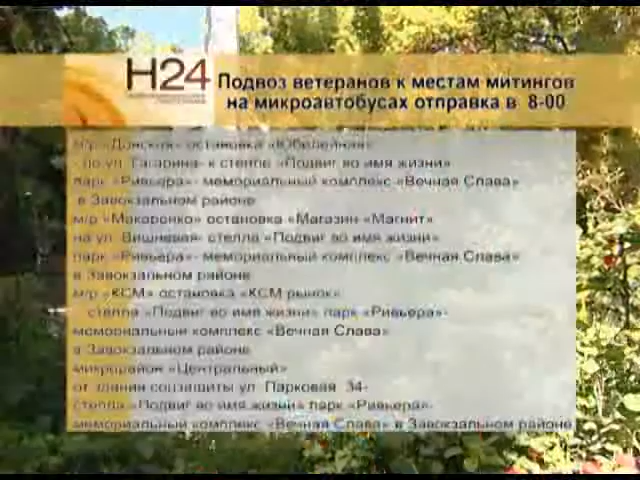 Н24
Подвоз ветеранов к местам митингов
на микроавтобусах отправка в 8-00
м/р «Донская» остановка «Юбилейная»
- по ул. Гагарина- к стелле «Подвиг во имя жизни»
парк «Ривьера»- мемориальный комплекс «Вечная Слава»
в Завокзальном районе
м/р «Макаренко» остановка «Магазин «Магнит»
на ул. Вишневая- стелла «Подвиг во имя жизни»
парк «Ривьера»- мемориальный комплекс «Вечная Слава»
в Завокзальном районе
м/р «КСМ» остановка «КСМ рынок»
стелла «Подвиг во имя жизни» парк «Ривьера»-
мемориальный комплекс «Вечная Слава»
в Завокзальном районе
микрорайон «Центральный»
от здания соцзащиты ул. Парковая 34-
стелла «Подвиг во имя жизни» парк «Ривьера»-
мемориальный комплекс «Вечная Слава» в Завокзальном районе